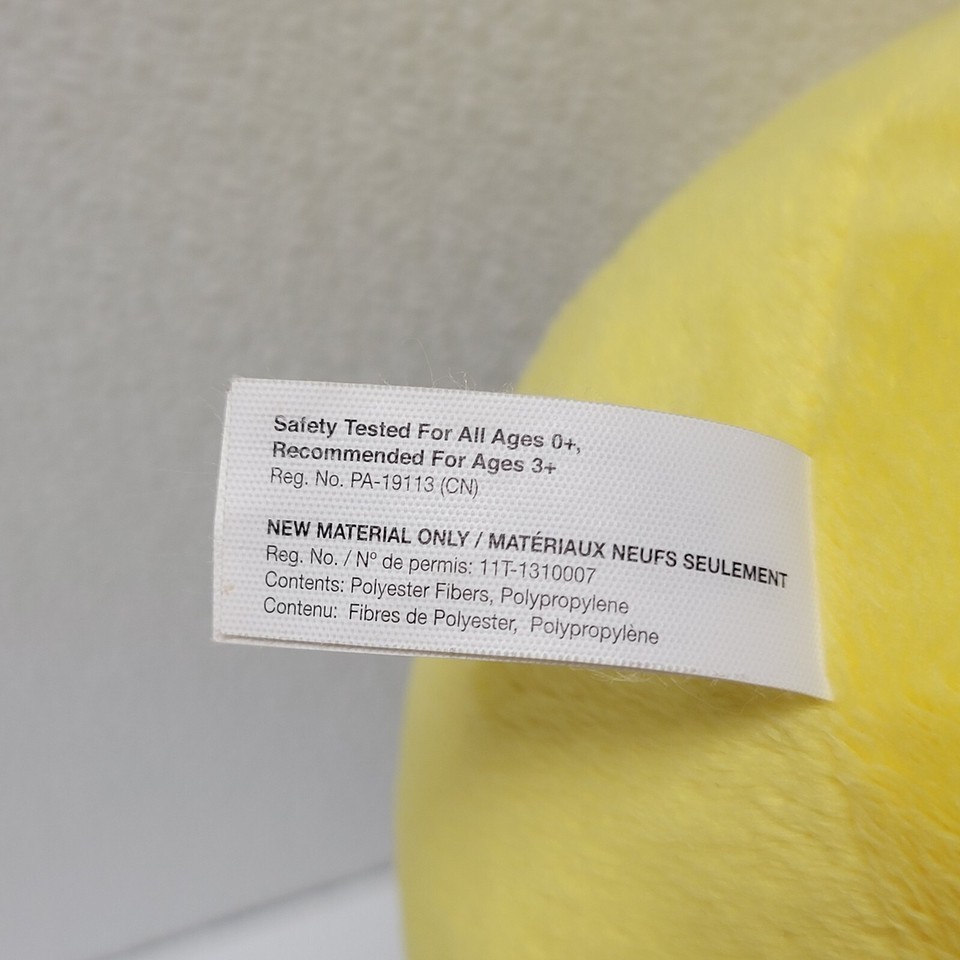 Safety Tested For All Ages 0+,
Recommended For Ages 3+
Reg. No. PA-19113 (CN)
NEW MATERIAL ONLY / MATÉRIAUX NEUFS SEULEMENT
Reg. No. / Nº de permis: 11T-1310007
Contents: Polyester Fibers, Polypropylene
Contenu: Fibres de Polyester, Polypropylène